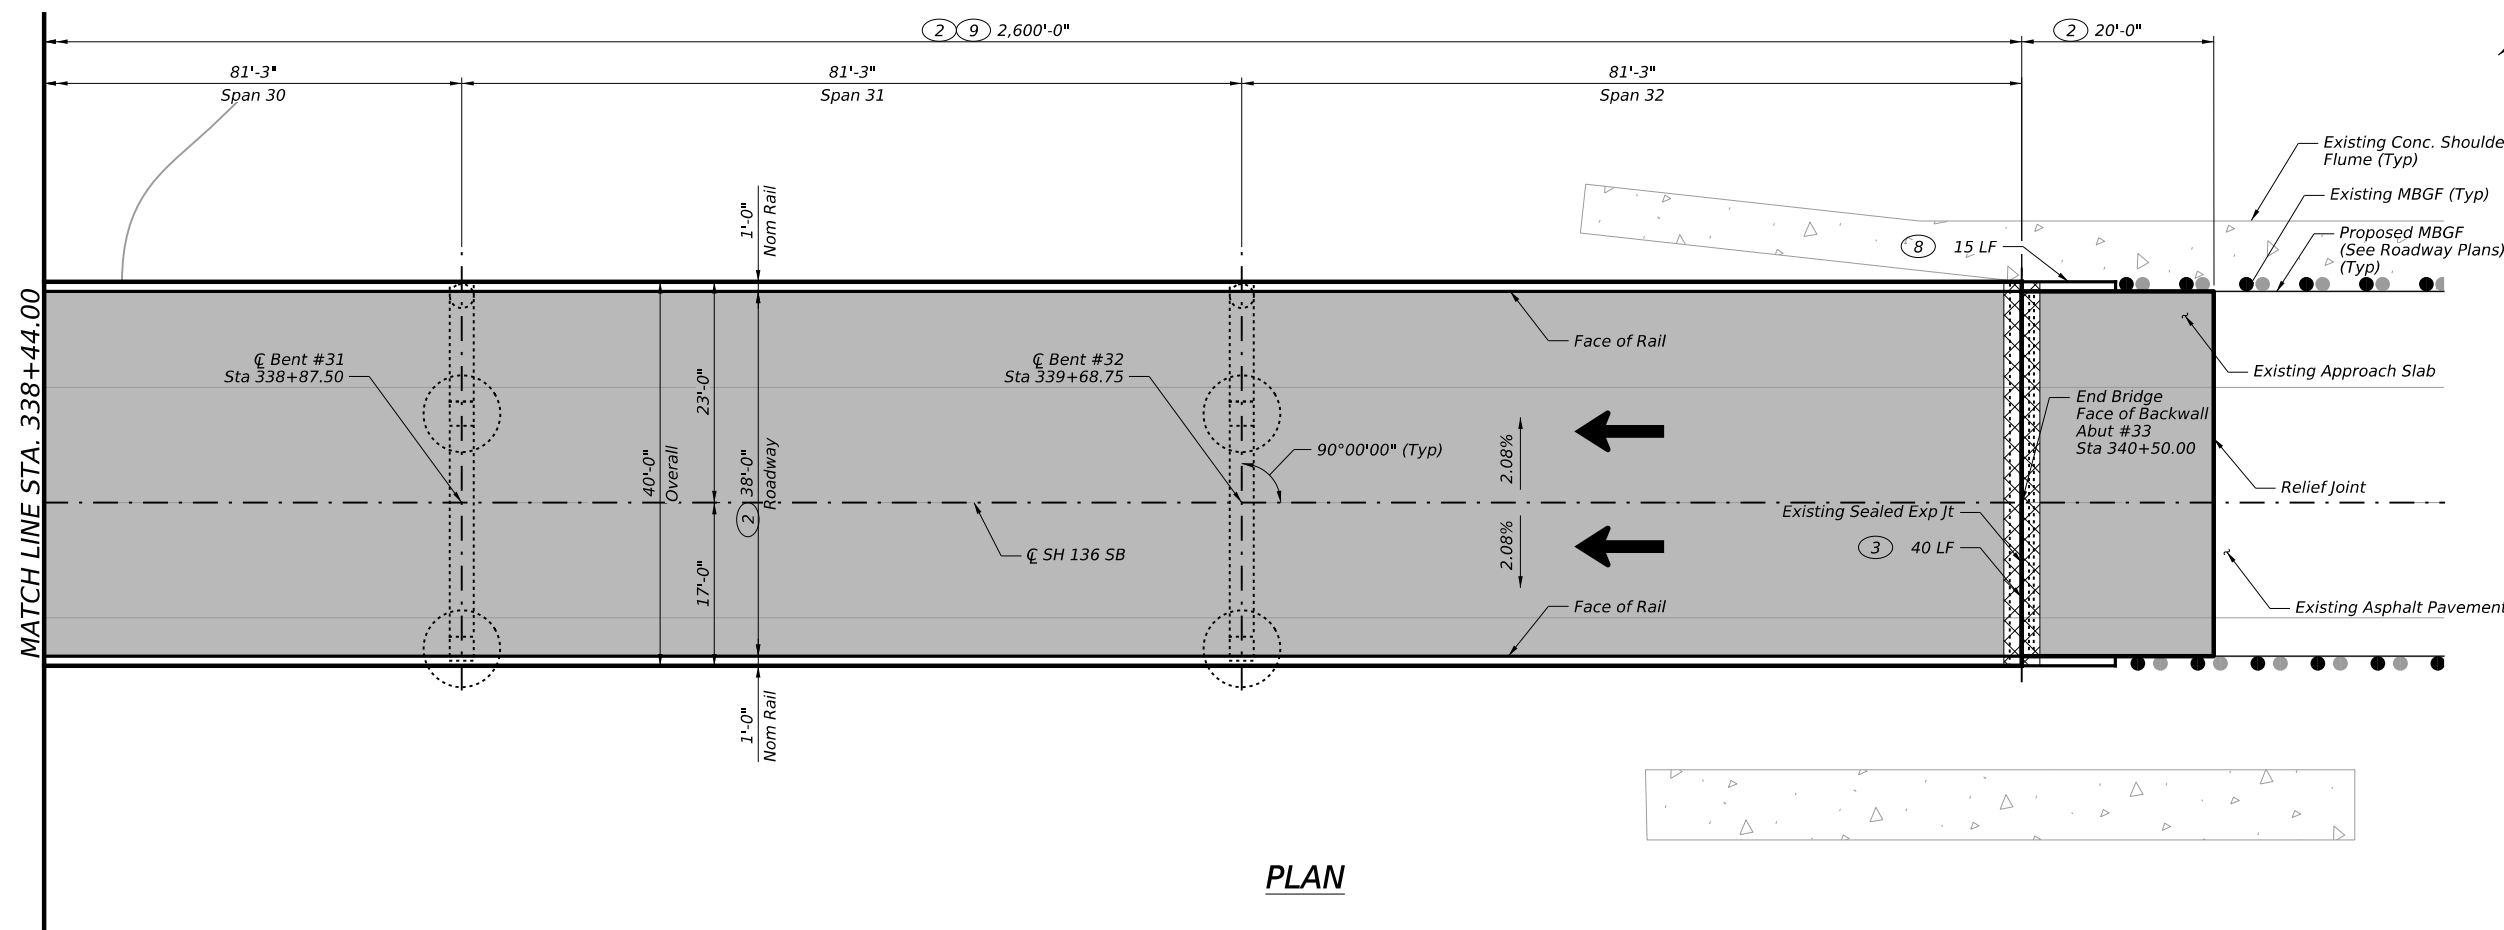 2 9 2,600'-0"
2 20'-0"
81'-3"
Span 30
81'-3"
Span 31
81'-3"
Span 32
Existing Conc. Shoulde
Flume (Typ)
Existing MBGF (Typ)
Proposed MBGF
(See Roadway Plans)
(Typ)
8 15 LF
1'-0"
Nom Rail
MATCH LINE STA. 338+44.00
℄ Bent #31
Sta 338+87.50
23'-0"
17'-0"
40'-0"
Overall
2 38'-0"
Roadway
℄ Bent #32
Sta 339+68.75
90°00'00" (Typ)
Face of Rail
2.08%
2.08%
Existing Approach Slab
End Bridge
Face of Backwall
Abut #33
Sta 340+50.00
Relief Joint
Existing Sealed Exp Jt
3 40 LF
℄ SH 136 SB
Face of Rail
Existing Asphalt Pavement
1'-0"
Nom Rail
PLAN